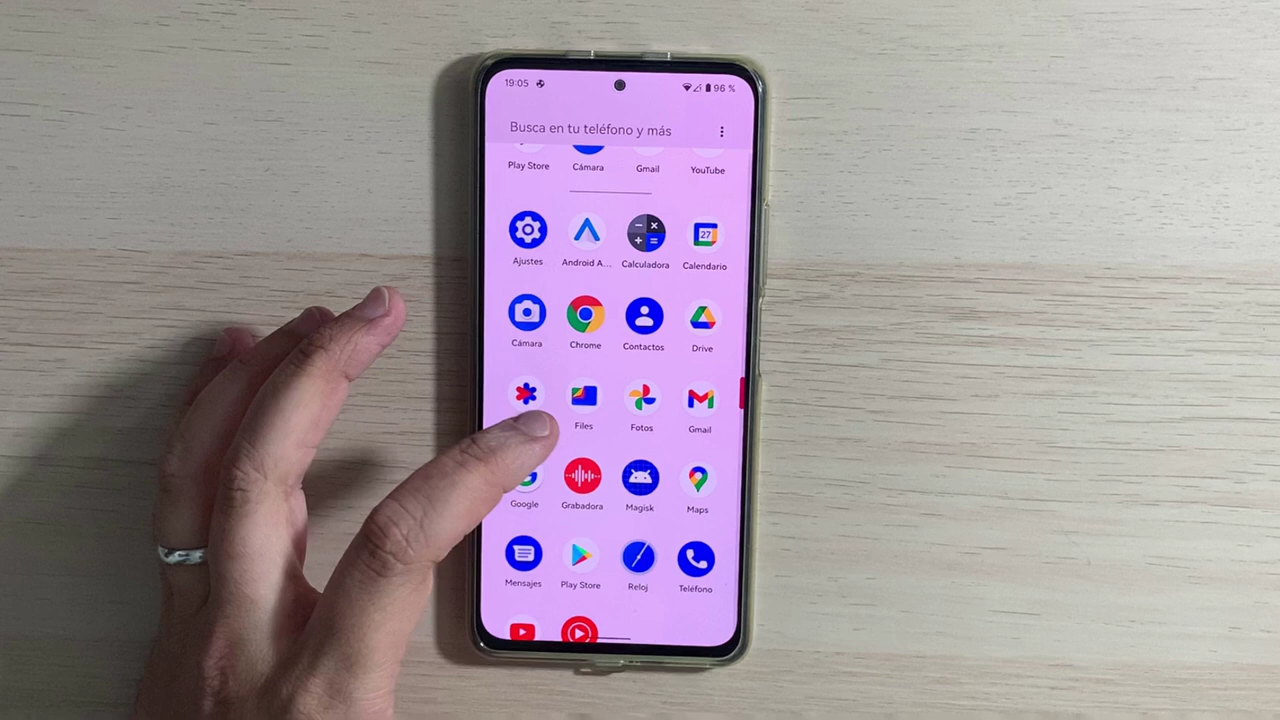 19:05 96 %
Busca en tu teléfono y más
Play Store Cámara Gmail YouTube
Ajustes Android A... Calculadora Calendario
27
Cámara Chrome Contactos Drive
Files Fotos Gmail
Google Grabadora Magisk Maps
Mensajes Play Store Reloj Teléfono